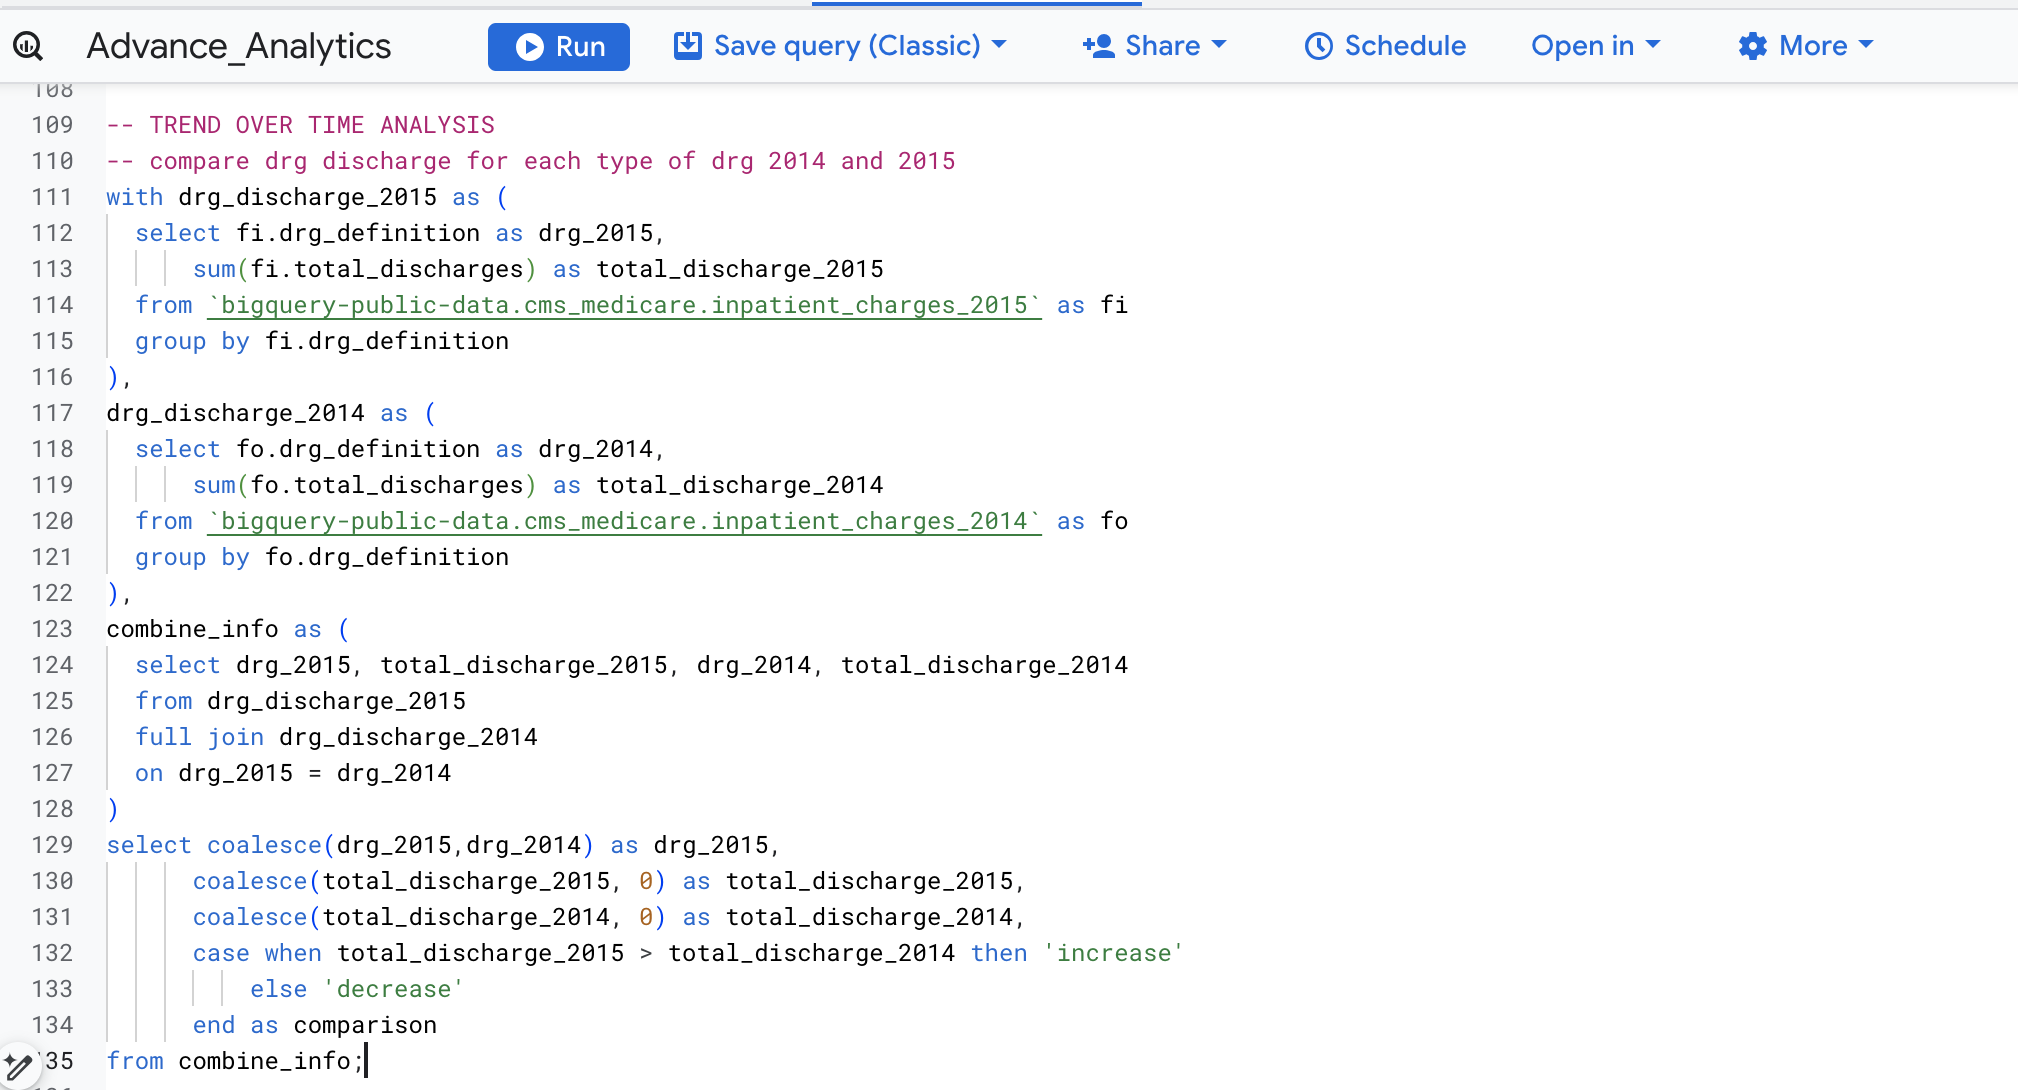 Advance_Analytics Run Save query (Classic) Share Schedule Open in More
108
109 -- TREND OVER TIME ANALYSIS
110 -- compare drg discharge for each type of drg 2014 and 2015
111 with drg_discharge_2015 as (
112 select fi.drg_definition as drg_2015,
113 sum(fi.total_discharges) as total_discharge_2015
114 from `bigquery-public-data.cms_medicare.inpatient_charges_2015` as fi
115 group by fi.drg_definition
116 ),
117 drg_discharge_2014 as (
118 select fo.drg_definition as drg_2014,
119 sum(fo.total_discharges) as total_discharge_2014
120 from `bigquery-public-data.cms_medicare.inpatient_charges_2014` as fo
121 group by fo.drg_definition
122 ),
123 combine_info as (
124 select drg_2015, total_discharge_2015, drg_2014, total_discharge_2014
125 from drg_discharge_2015
126 full join drg_discharge_2014
127 on drg_2015 = drg_2014
128 )
129 select coalesce(drg_2015,drg_2014) as drg_2015,
130 coalesce(total_discharge_2015, 0) as total_discharge_2015,
131 coalesce(total_discharge_2014, 0) as total_discharge_2014,
132 case when total_discharge_2015 > total_discharge_2014 then 'increase'
133 else 'decrease'
134 end as comparison
35 from combine_info;